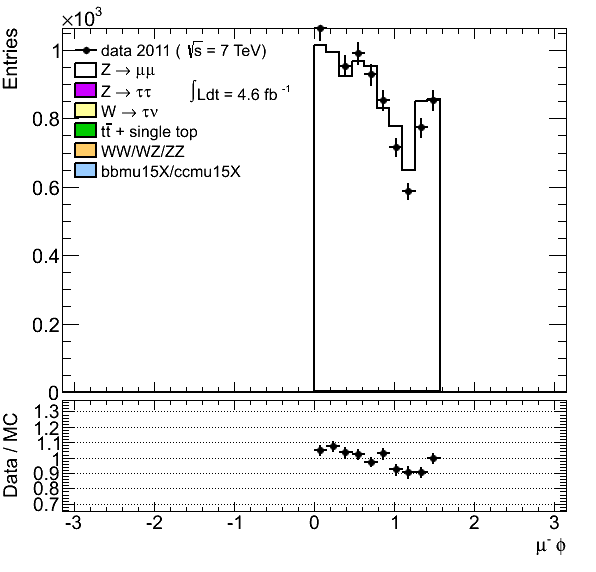 ×10³
Entries
1
0.8
0.6
0.4
0.2
0
data 2011 ( √s = 7 TeV)
Z → μμ
Z → ττ
∫Ldt = 4.6 fb⁻¹
W → τν
tt̄ + single top
WW/WZ/ZZ
bbmu15X/ccmu15X
Data / MC
1.3
1.2
1.1
1
0.9
0.8
0.7
-3 -2 -1 0 1 2 3
μ⁻ ϕ